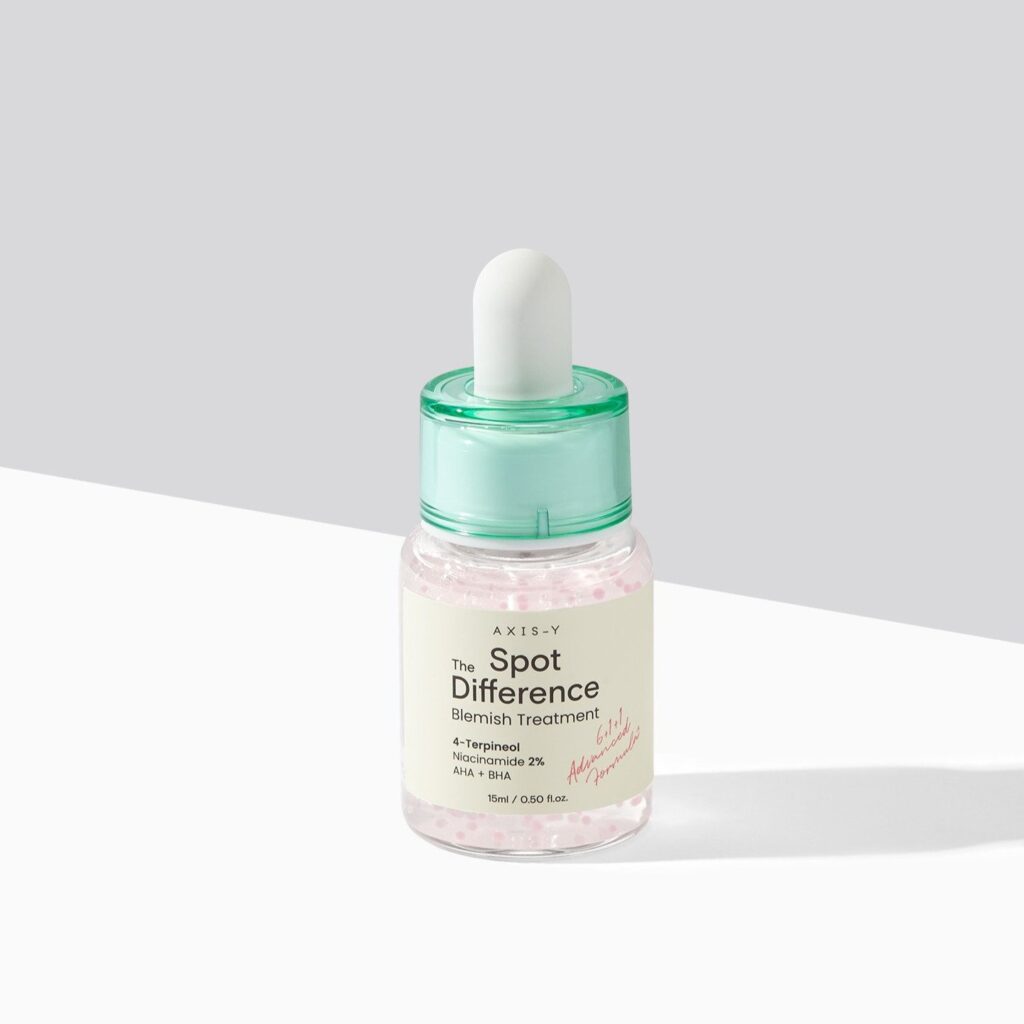 AXIS-Y
The Spot
Difference
Blemish Treatment
4-Terpineol
Niacinamide 2%
AHA + BHA
6+1+1
Advanced
Formula
15ml / 0.50 fl.oz.